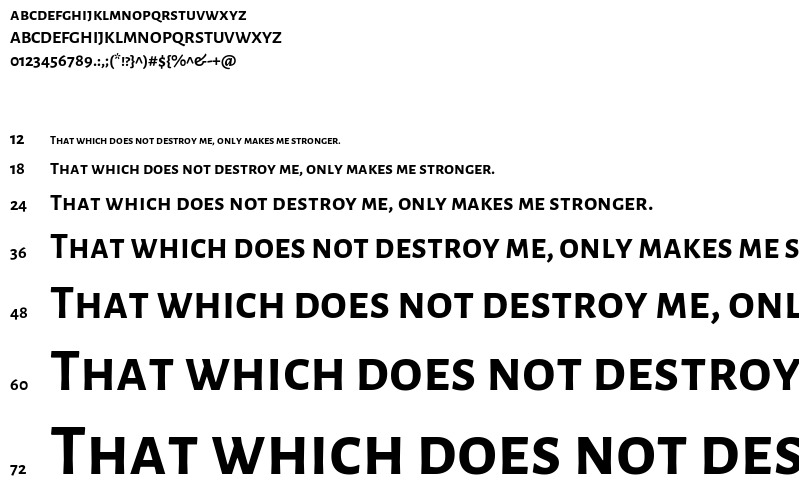 ABCDEFGHIJKLMNOPQRSTUVWXYZ
ABCDEFGHIJKLMNOPQRSTUVWXYZ
0123456789.:,;(*!?}^)#${%^&-+@
12 That which does not destroy me, only makes me stronger.
18 That which does not destroy me, only makes me stronger.
24 That which does not destroy me, only makes me stronger.
36 That which does not destroy me, only makes me s
48 That which does not destroy me, onl
60 That which does not destroy
72 That which does not des